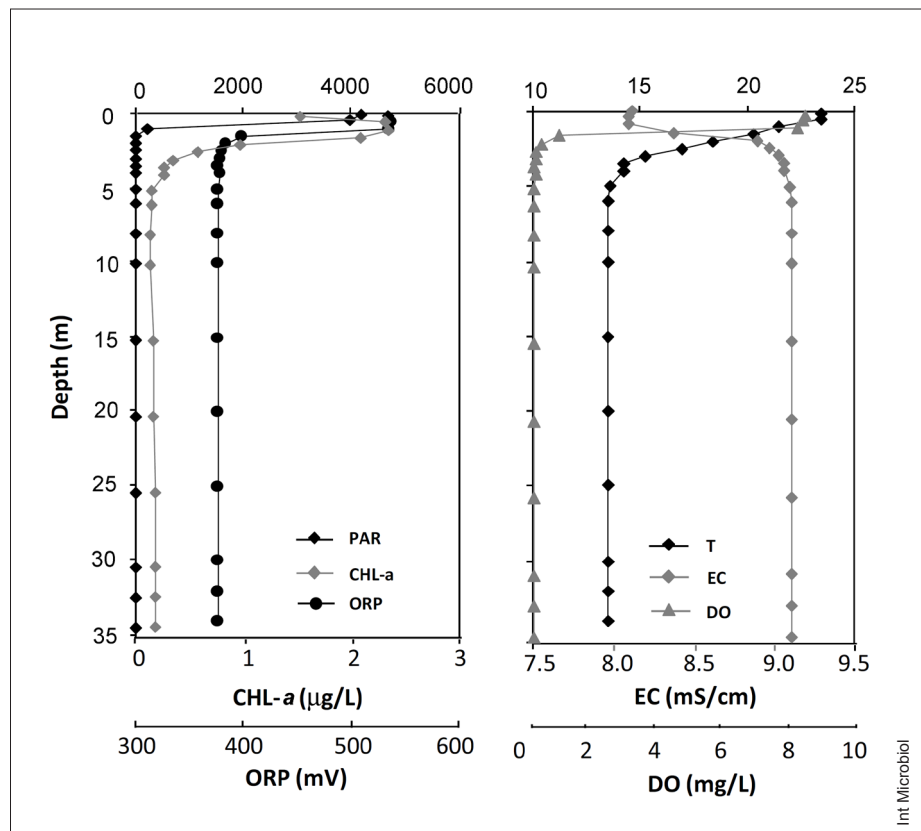 0 2000 4000 6000
10 15 20 25
0
5
10
15
20
25
30
35
Depth (m)
PAR
CHL-a
ORP
T
EC
DO
0 1 2 3
CHL-a (µg/L)
300 400 500 600
ORP (mV)
7.5 8.0 8.5 9.0 9.5
EC (mS/cm)
0 2 4 6 8 10
DO (mg/L)
Int Microbiol